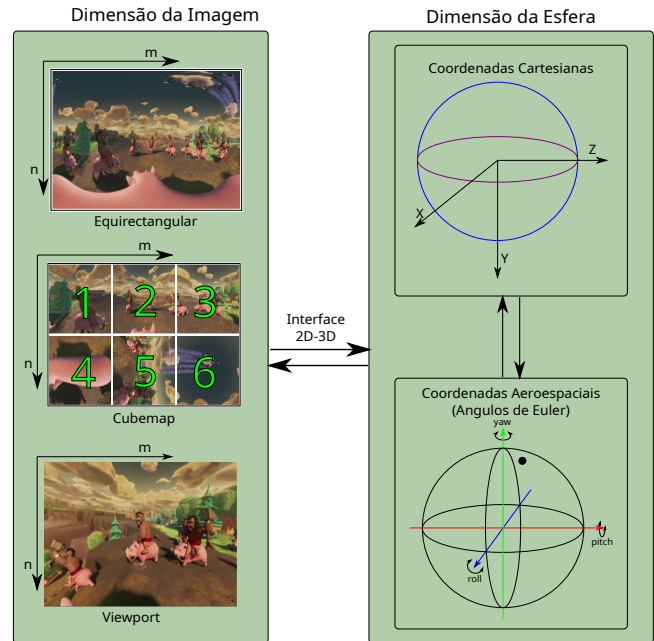 Dimensão da Imagem
m
n
Equirectangular
m
n
1 2 3
4 5 6
Cubemap
m
n
Viewport
Interface
2D-3D
Dimensão da Esfera
Coordenadas Cartesianas
Z
X
Y
Coordenadas Aeroespaciais
(Angulos de Euler)
yaw
pitch
roll